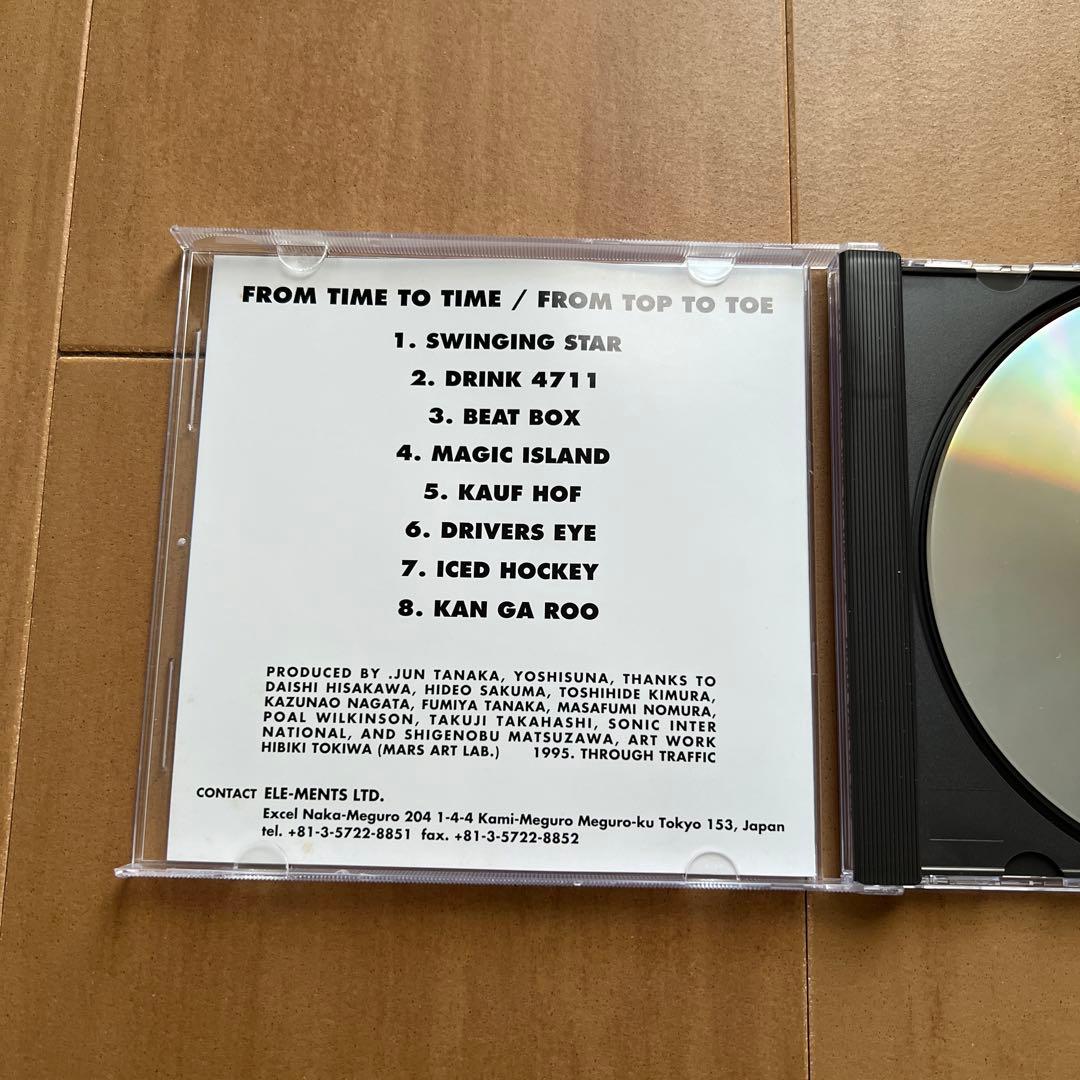 FROM TIME TO TIME / FROM TOP TO TOE
1. SWINGING STAR
2. DRINK 4711
3. BEAT BOX
4. MAGIC ISLAND
5. KAUF HOF
6. DRIVERS EYE
7. ICED HOCKEY
8. KAN GA ROO
PRODUCED BY .JUN TANAKA, YOSHISUNA, THANKS TO
DAISHI HISAKAWA, HIDEO SAKUMA, TOSHIHIDE KIMURA,
KAZUNAO NAGATA, FUMIYA TANAKA, MASAFUMI NOMURA,
POAL WILKINSON, TAKUJI TAKAHASHI, SONIC INTER
NATIONAL, AND SHIGENOBU MATSUZAWA, ART WORK
HIBIKI TOKIWA (MARS ART LAB.) 1995. THROUGH TRAFFIC
CONTACT ELE-MENTS LTD.
Excel Naka-Meguro 204 1-4-4 Kami-Meguro Meguro-ku Tokyo 153, Japan
tel. +81-3-5722-8851 fax. +81-3-5722-8852